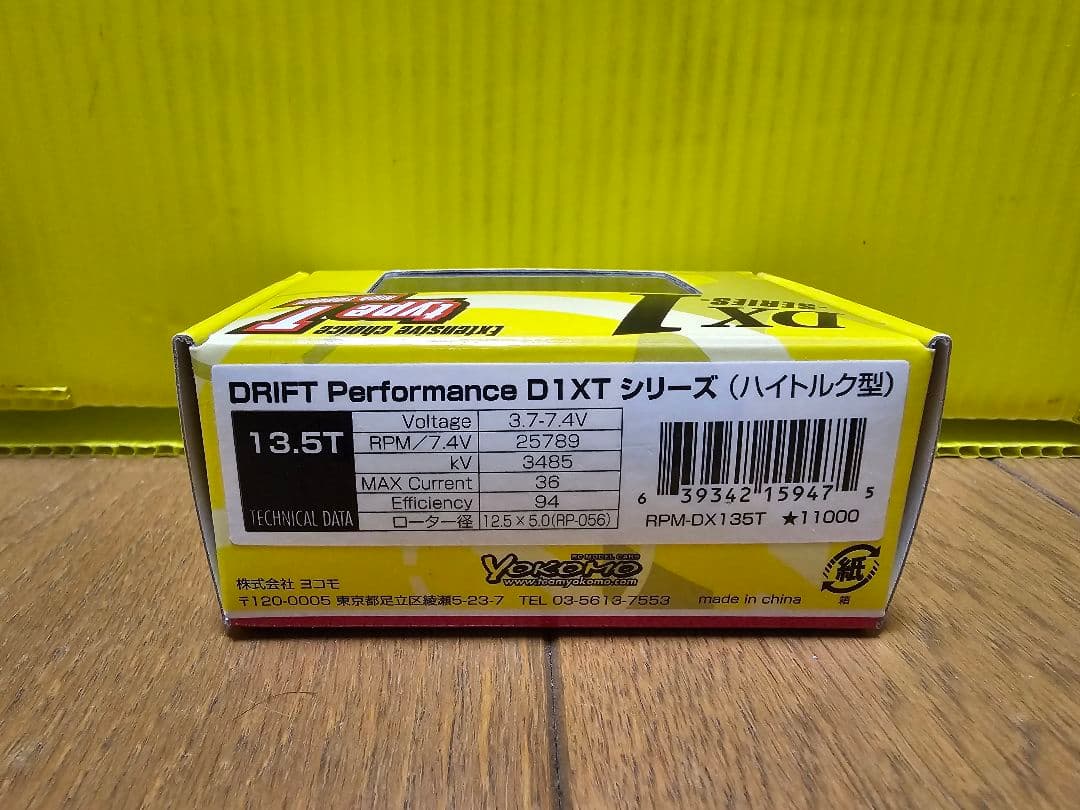 DX1
-SERIES-
Extensive choice
type T
DRIFT Performance D1XT シリーズ（ハイトルク型）
13.5T
TECHNICAL DATA
Voltage 3.7-7.4V
RPM／7.4V 25789
kV 3485
MAX Current 36
Efficiency 94
ローター径 12.5×5.0(RP-056)
6 39342 15947 5
RPM-DX135T ★11000
RC MODEL CARS
YOKOMO
www.teamyokomo.com
株式会社 ヨコモ
〒120-0005 東京都足立区綾瀬5-23-7 TEL 03-5613-7553 made in china
紙
箱